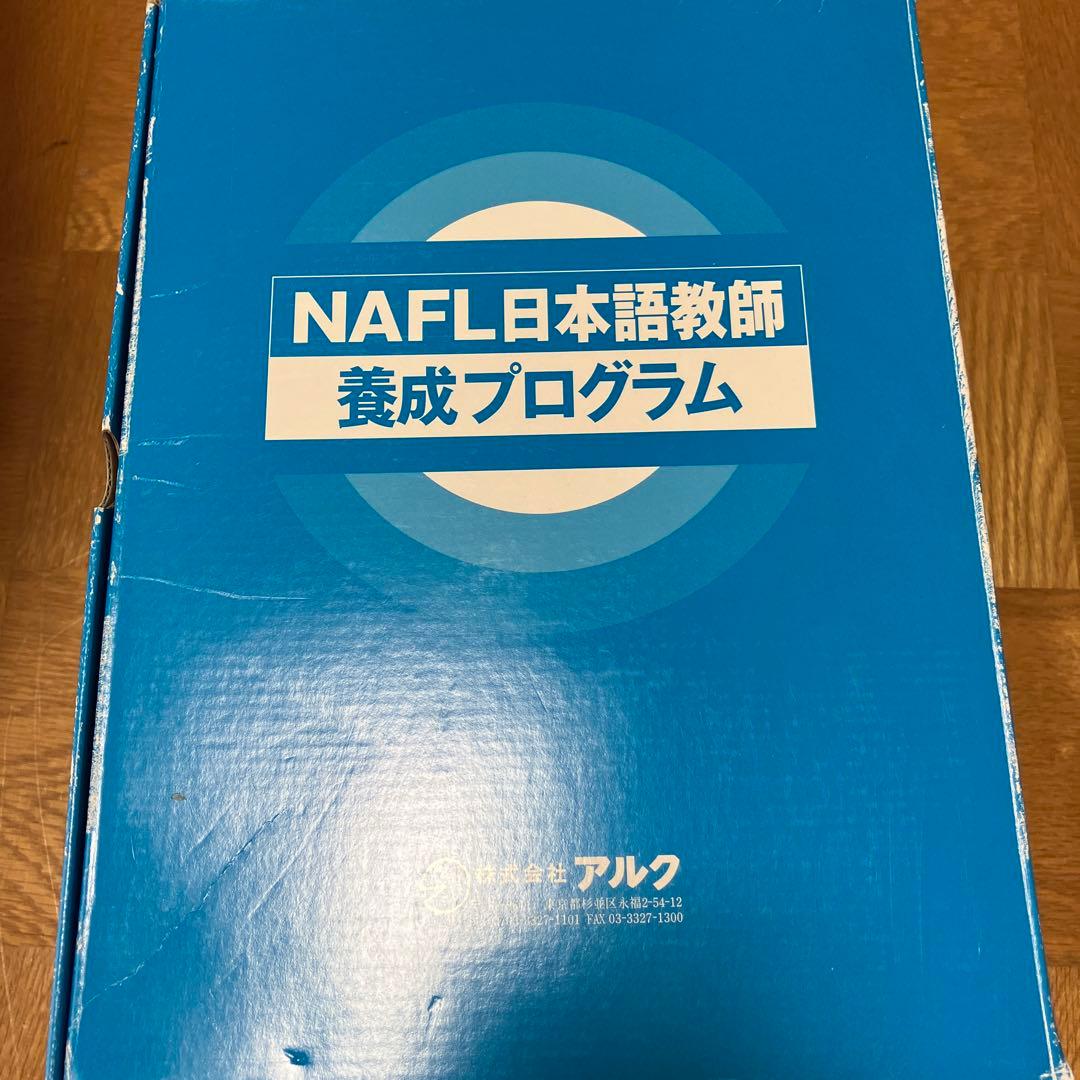 NAFL日本語教師
養成プログラム
株式会社 アルク
東京都杉並区永福2-54-12
3327-1101 FAX 03-3327-1300